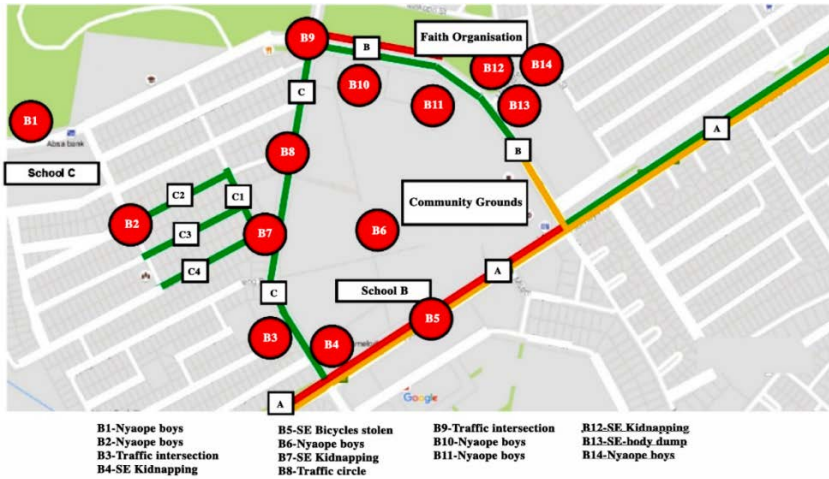 B9
B
Faith Organisation
B12
B14
B10
C
B11
B13
B1
Absa bank
A
B8
B
School C
C2
C1
Community Grounds
B2
C3
B7
B6
C4
A
C
School B
B5
B3
B4
A
Google
B1-Nyaope boys
B2-Nyaope boys
B3-Traffic intersection
B4-SE Kidnapping
B5-SE Bicycles stolen
B6-Nyaope boys
B7-SE Kidnapping
B8-Traffic circle
B9-Traffic intersection
B10-Nyaope boys
B11-Nyaope boys
B12-SE Kidnapping
B13-SE-body dump
B14-Nyaope boys